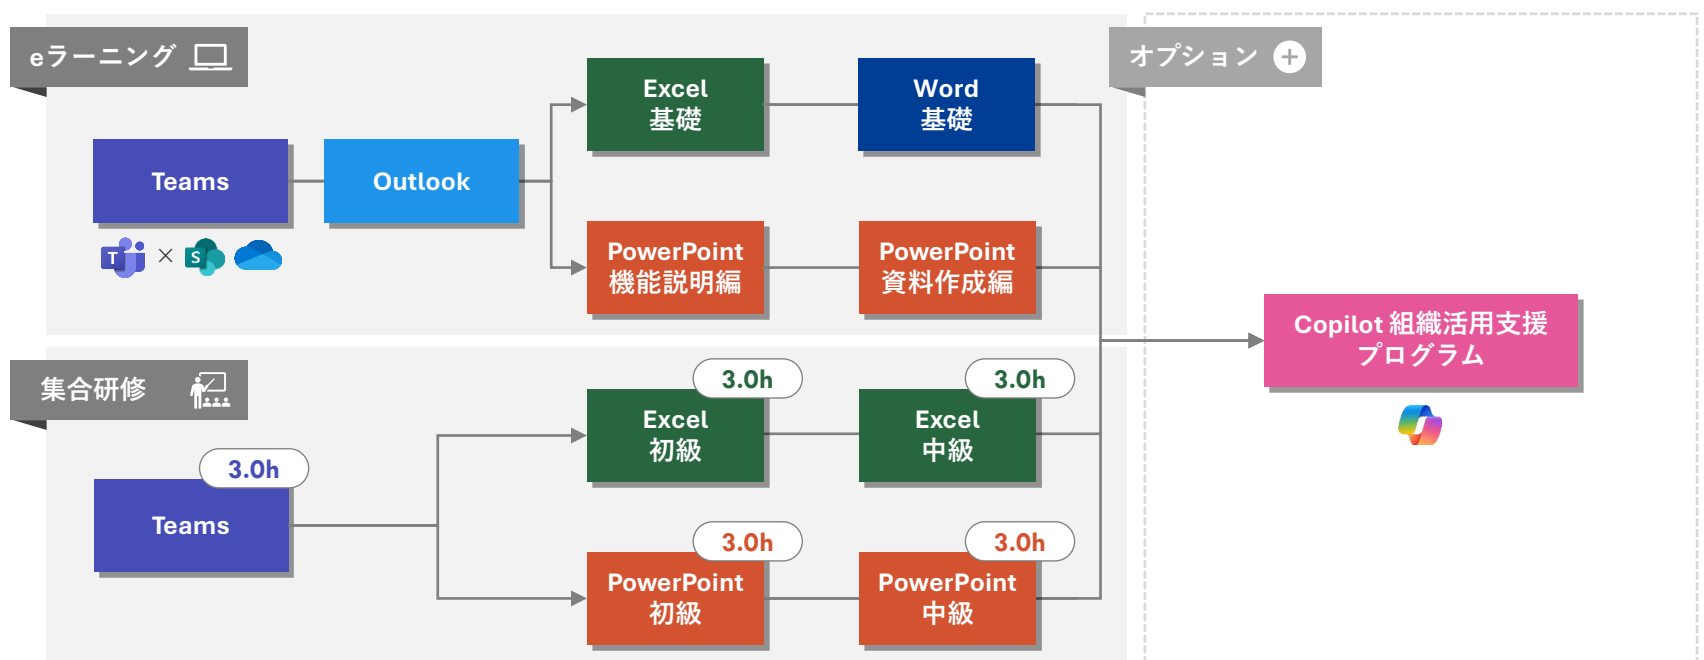 eラーニング
オプション
Excel
基礎
Word
基礎
Teams
Outlook
T
×
S
PowerPoint
機能説明編
PowerPoint
資料作成編
Copilot 組織活用支援
プログラム
集合研修
3.0h
Teams
3.0h
Excel
初級
3.0h
Excel
中級
3.0h
PowerPoint
初級
3.0h
PowerPoint
中級